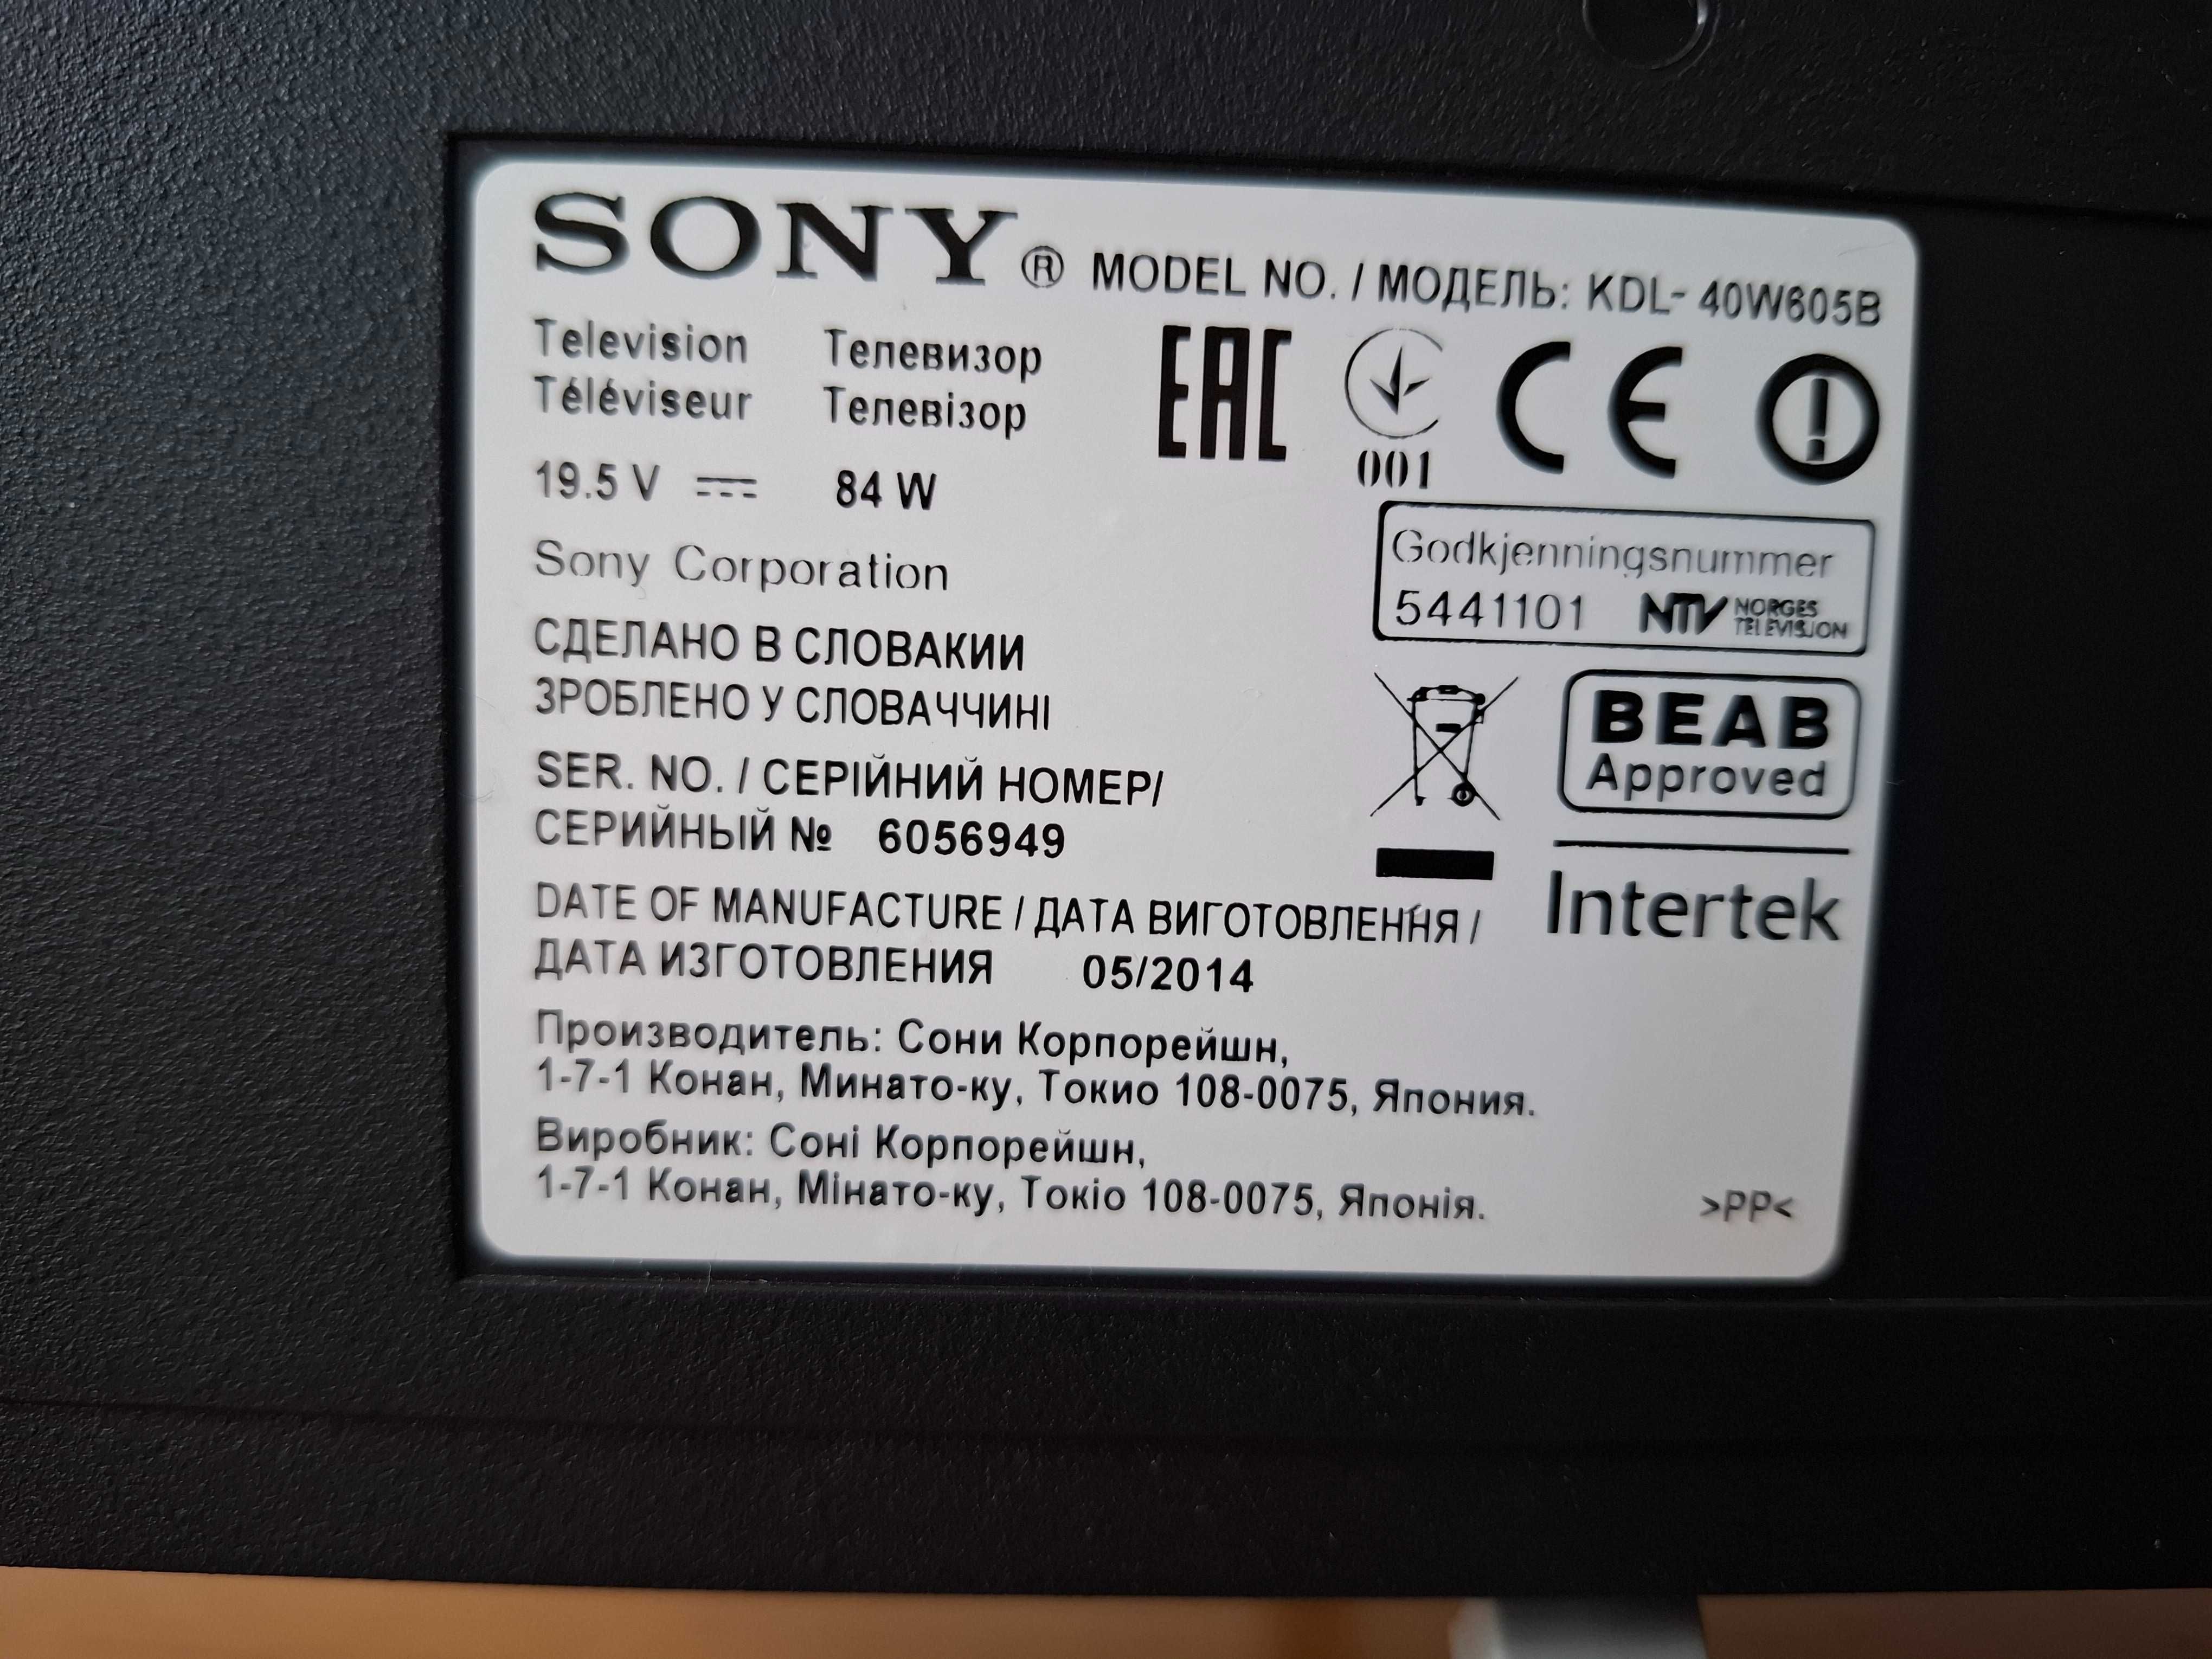 SONY® MODEL NO. / МОДЕЛЬ: KDL- 40W605B
Television Телевизор
Téléviseur Телевізор
EAC
001
CE
19.5 V 84 W
Godkjenningsnummer
5441101 NTV NORGES TELEVISJON
Sony Corporation
СДЕЛАНО В СЛОВАКИИ
ЗРОБЛЕНО У СЛОВАЧЧИНІ
BEAB
Approved
Intertek
SER. NO. / СЕРІЙНИЙ НОМЕР/
СЕРИЙНЫЙ № 6056949
DATE OF MANUFACTURE / ДАТА ВИГОТОВЛЕННЯ /
ДАТА ИЗГОТОВЛЕНИЯ 05/2014
Производитель: Сони Корпорейшн,
1-7-1 Конан, Минато-ку, Токио 108-0075, Япония.
Виробник: Соні Корпорейшн,
1-7-1 Конан, Мінато-ку, Токіо 108-0075, Японія.
>PP<